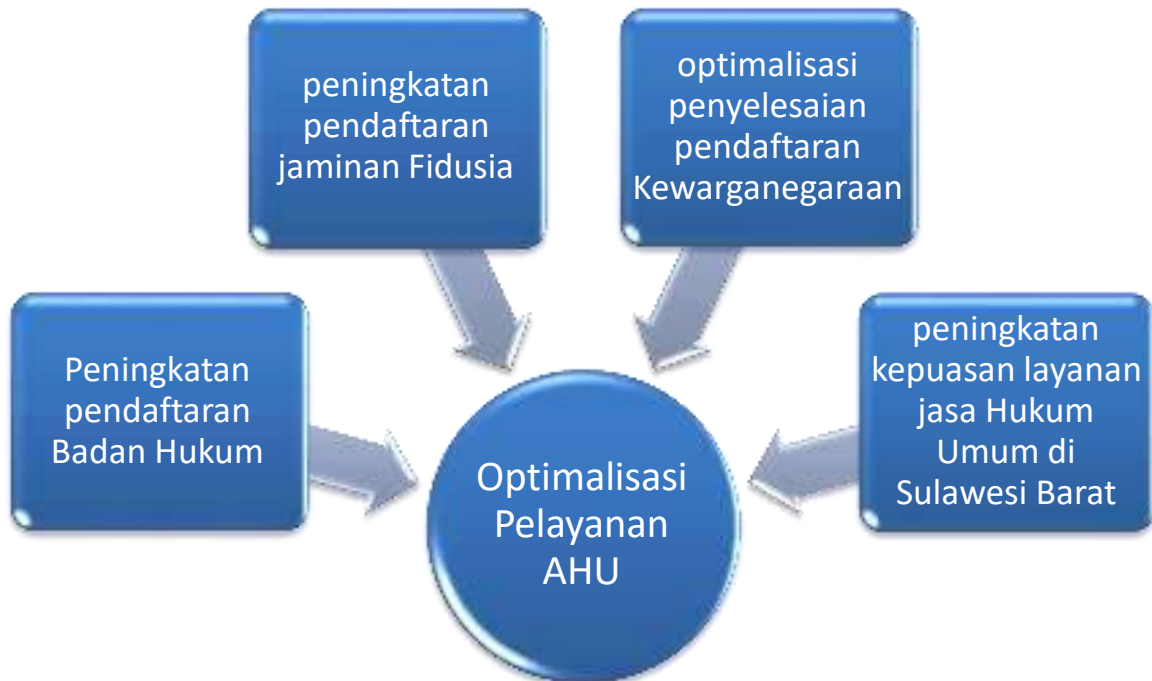 Peningkatan
pendaftaran
Badan Hukum
peningkatan
pendaftaran
jaminan Fidusia
optimalisasi
penyelesaian
pendaftaran
Kewarganegaraan
peningkatan
kepuasan layanan
jasa Hukum
Umum di
Sulawesi Barat
Optimalisasi
Pelayanan
AHU